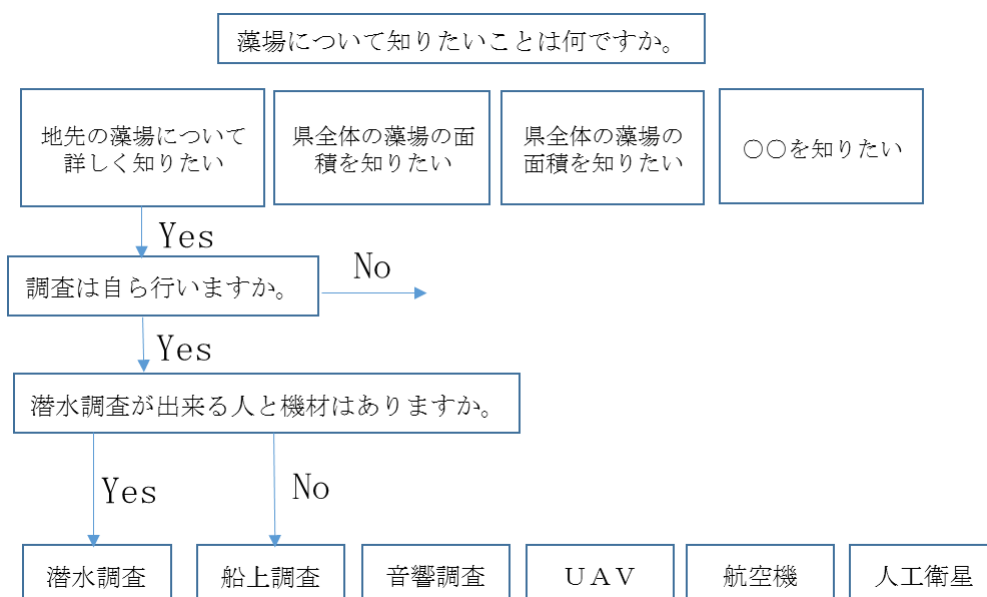 藻場について知りたいことは何ですか。
地先の藻場について
詳しく知りたい
県全体の藻場の面
積を知りたい
県全体の藻場の
面積を知りたい
○○を知りたい
Yes
調査は自ら行いますか。
No
Yes
潜水調査が出来る人と機材はありますか。
Yes
No
潜水調査
船上調査
音響調査
ＵＡＶ
航空機
人工衛星